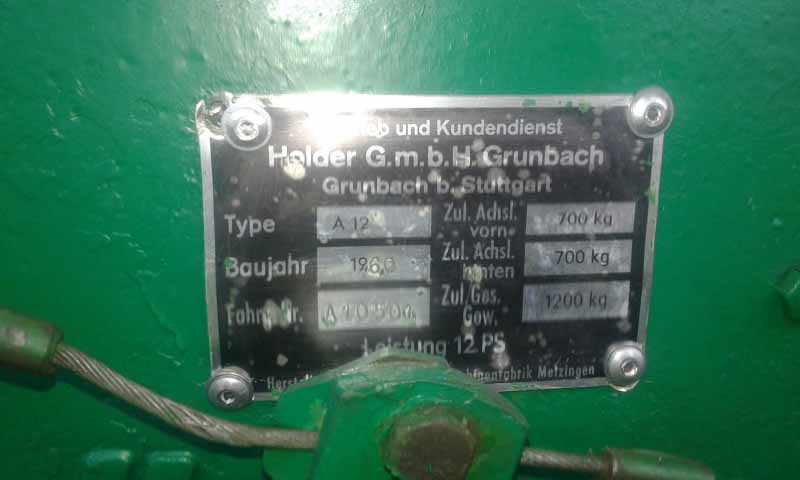 und Kundendienst
Holder G.m.b.H. Grunbach
Grunbach b. Stuttgart
Type A 12 Zul. Achsl. vorn 700 kg
Baujahr 1960 Zul. Achsl. hinten 700 kg
Zul. Ges. Gew. 1200 kg
Leistung 12 PS
Metzingen